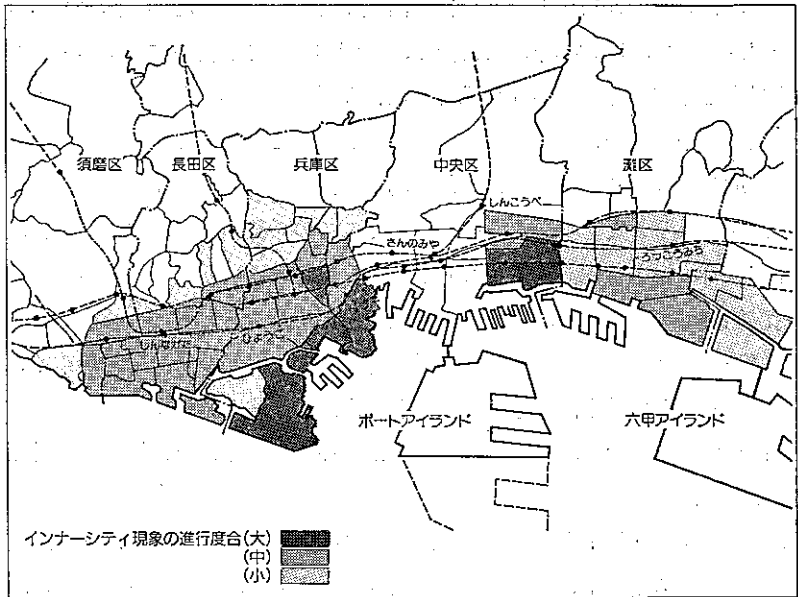 須磨区
長田区
兵庫区
中央区
灘区
しんこうべ
さんのみや
ろっこうみち
しんながた
ひょうご
ポートアイランド
六甲アイランド
インナーシティ現象の進行度合(大)
(中)
(小)